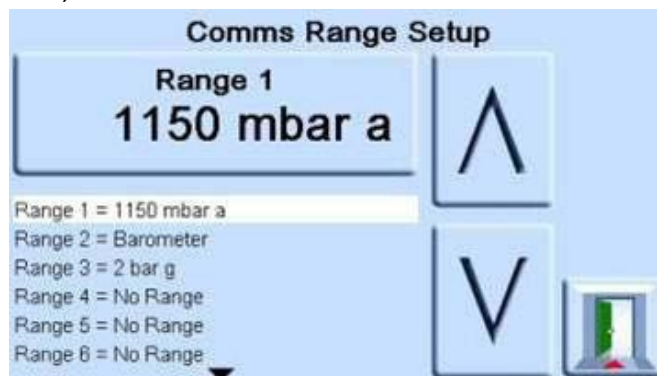 Comms Range Setup
Range 1
1150 mbar a
Range 1 = 1150 mbar a
Range 2 = Barometer
Range 3 = 2 bar g
Range 4 = No Range
Range 5 = No Range
Range 6 = No Range